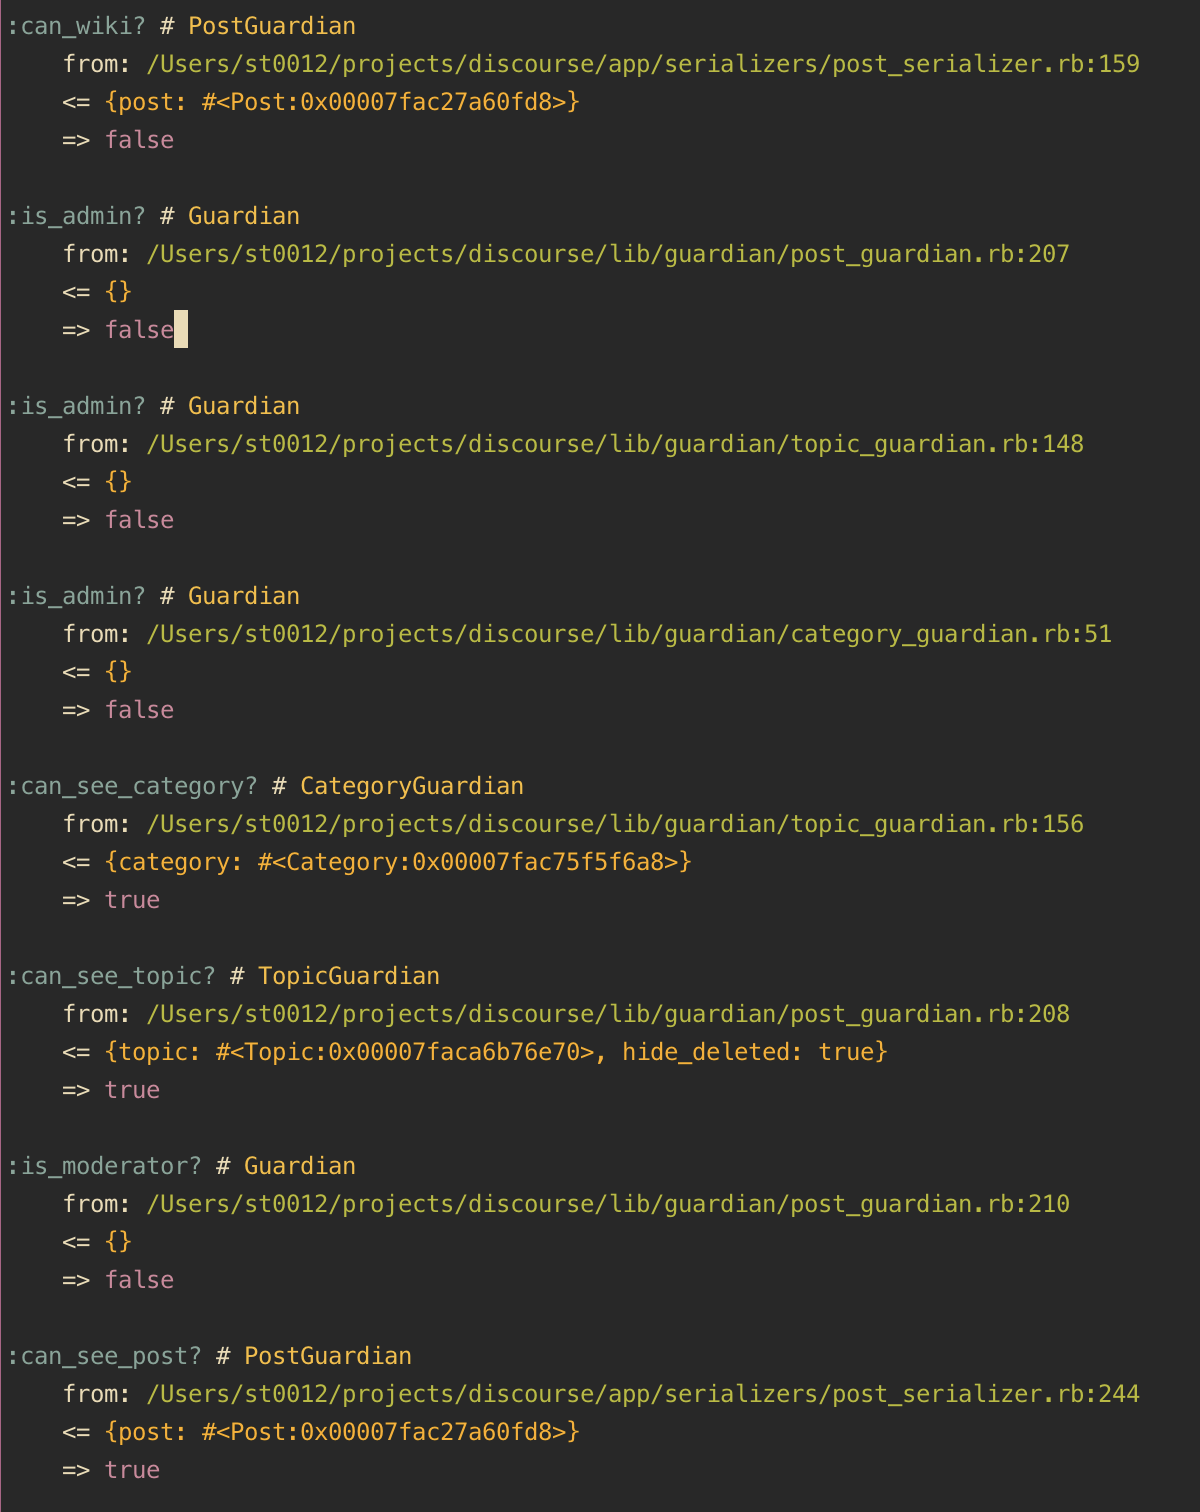 :can_wiki? # PostGuardian
from: /Users/st0012/projects/discourse/app/serializers/post_serializer.rb:159
<= {post: #<Post:0x00007fac27a60fd8>}
=> false
:is_admin? # Guardian
from: /Users/st0012/projects/discourse/lib/guardian/post_guardian.rb:207
<= {}
=> false
:is_admin? # Guardian
from: /Users/st0012/projects/discourse/lib/guardian/topic_guardian.rb:148
<= {}
=> false
:is_admin? # Guardian
from: /Users/st0012/projects/discourse/lib/guardian/category_guardian.rb:51
<= {}
=> false
:can_see_category? # CategoryGuardian
from: /Users/st0012/projects/discourse/lib/guardian/topic_guardian.rb:156
<= {category: #<Category:0x00007fac75f5f6a8>}
=> true
:can_see_topic? # TopicGuardian
from: /Users/st0012/projects/discourse/lib/guardian/post_guardian.rb:208
<= {topic: #<Topic:0x00007faca6b76e70>, hide_deleted: true}
=> true
:is_moderator? # Guardian
from: /Users/st0012/projects/discourse/lib/guardian/post_guardian.rb:210
<= {}
=> false
:can_see_post? # PostGuardian
from: /Users/st0012/projects/discourse/app/serializers/post_serializer.rb:244
<= {post: #<Post:0x00007fac27a60fd8>}
=> true